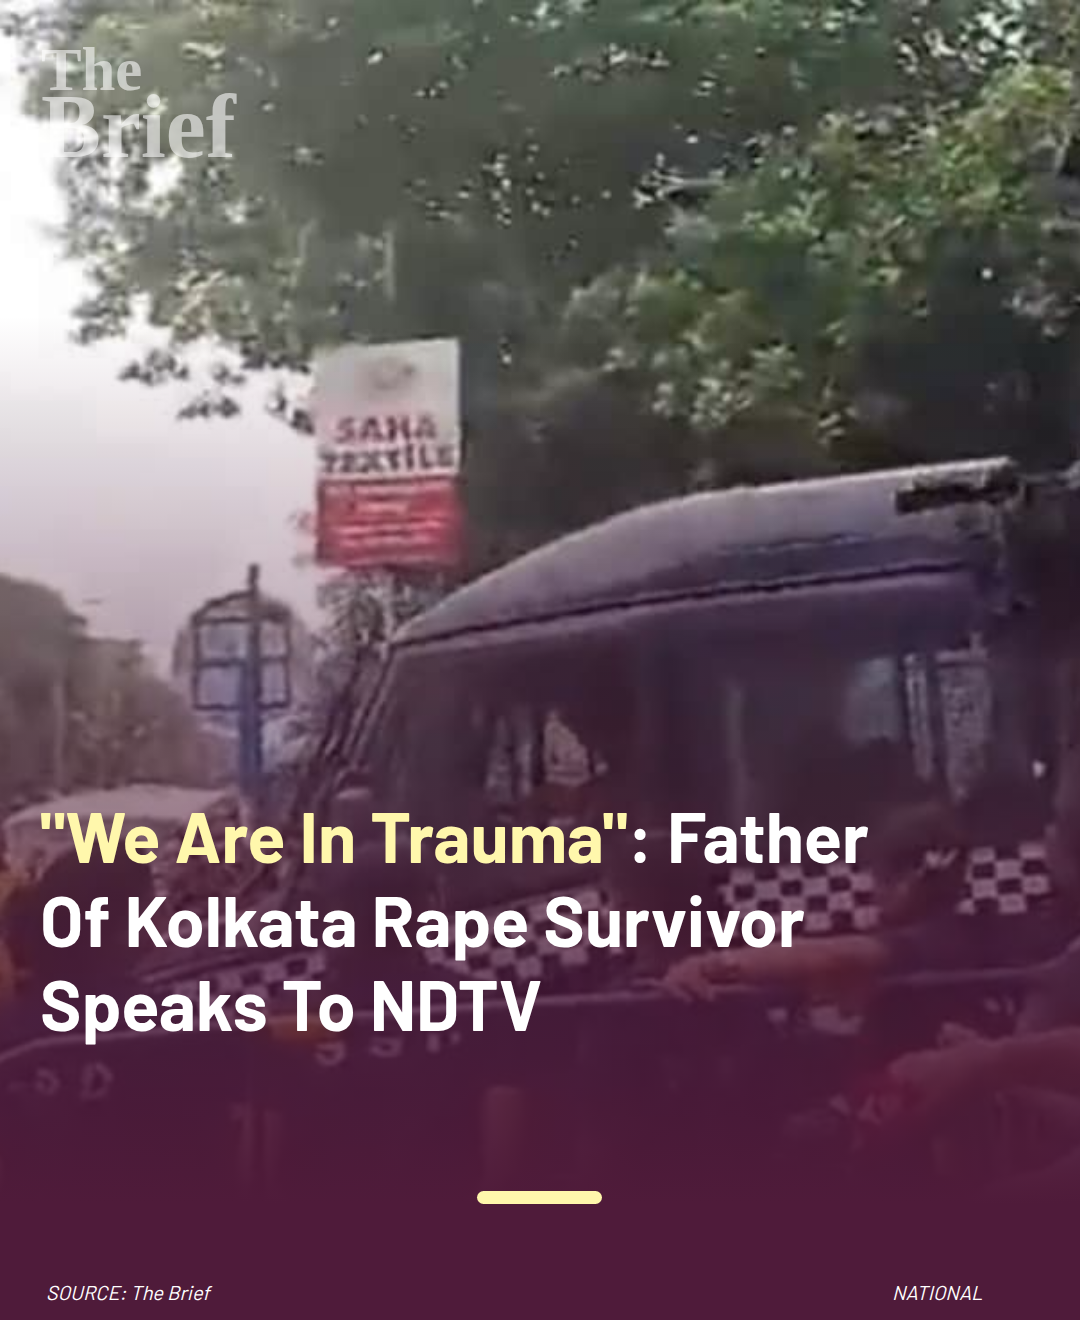 The
Brief
SAHA
TEXTILE
"We Are In Trauma": Father
Of Kolkata Rape Survivor
Speaks To NDTV
SOURCE: The Brief
NATIONAL